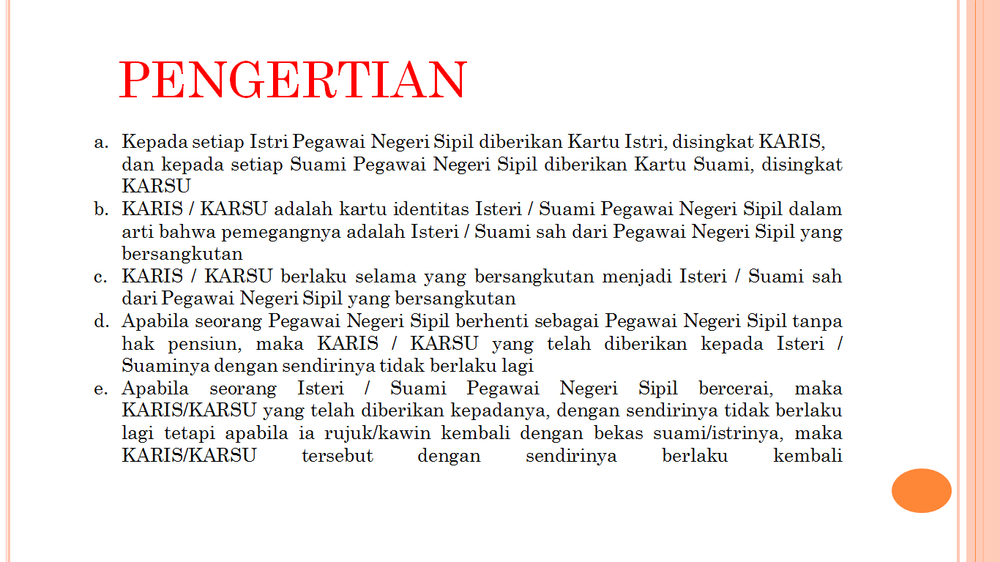 PENGERTIAN
a. Kepada setiap Istri Pegawai Negeri Sipil diberikan Kartu Istri, disingkat KARIS,
dan kepada setiap Suami Pegawai Negeri Sipil diberikan Kartu Suami, disingkat
KARSU
b. KARIS / KARSU adalah kartu identitas Isteri / Suami Pegawai Negeri Sipil dalam
arti bahwa pemegangnya adalah Isteri / Suami sah dari Pegawai Negeri Sipil yang
bersangkutan
c. KARIS / KARSU berlaku selama yang bersangkutan menjadi Isteri / Suami sah
dari Pegawai Negeri Sipil yang bersangkutan
d. Apabila seorang Pegawai Negeri Sipil berhenti sebagai Pegawai Negeri Sipil tanpa
hak pensiun, maka KARIS / KARSU yang telah diberikan kepada Isteri /
Suaminya dengan sendirinya tidak berlaku lagi
e. Apabila seorang Isteri / Suami Pegawai Negeri Sipil bercerai, maka
KARIS/KARSU yang telah diberikan kepadanya, dengan sendirinya tidak berlaku
lagi tetapi apabila ia rujuk/kawin kembali dengan bekas suami/istrinya, maka
KARIS/KARSU tersebut dengan sendirinya berlaku kembali